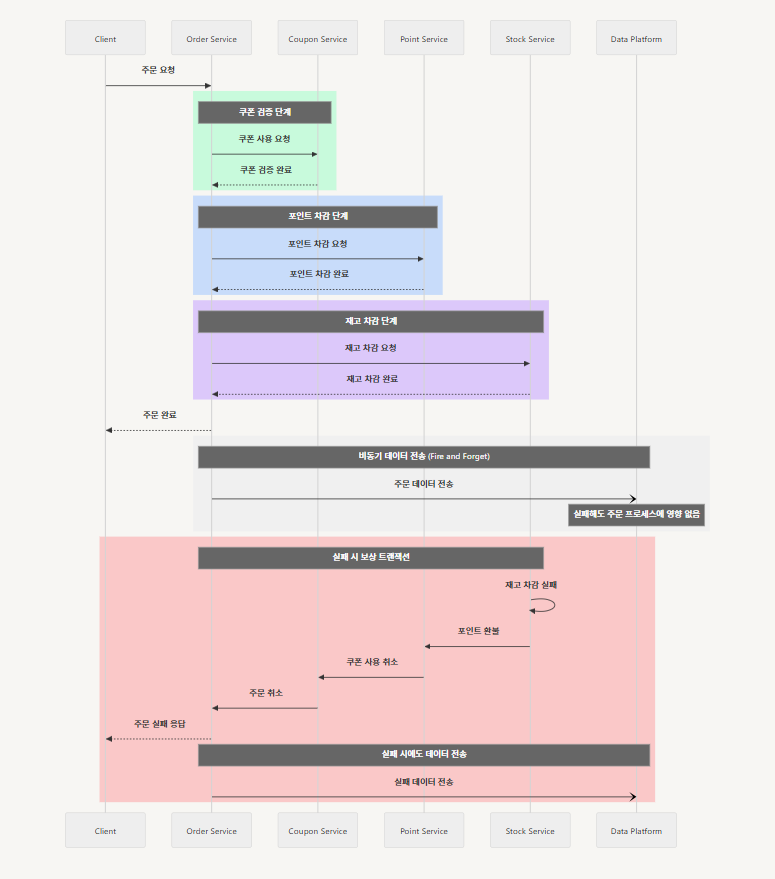 Client
Order Service
Coupon Service
Point Service
Stock Service
Data Platform
주문 요청
쿠폰 검증 단계
쿠폰 사용 요청
쿠폰 검증 완료
포인트 차감 단계
포인트 차감 요청
포인트 차감 완료
재고 차감 단계
재고 차감 요청
재고 차감 완료
주문 완료
비동기 데이터 전송 (Fire and Forget)
주문 데이터 전송
실패해도 주문 프로세스에 영향 없음
실패 시 보상 트랜잭션
재고 차감 실패
포인트 환불
쿠폰 사용 취소
주문 취소
주문 실패 응답
실패 시에도 데이터 전송
실패 데이터 전송
Client
Order Service
Coupon Service
Point Service
Stock Service
Data Platform